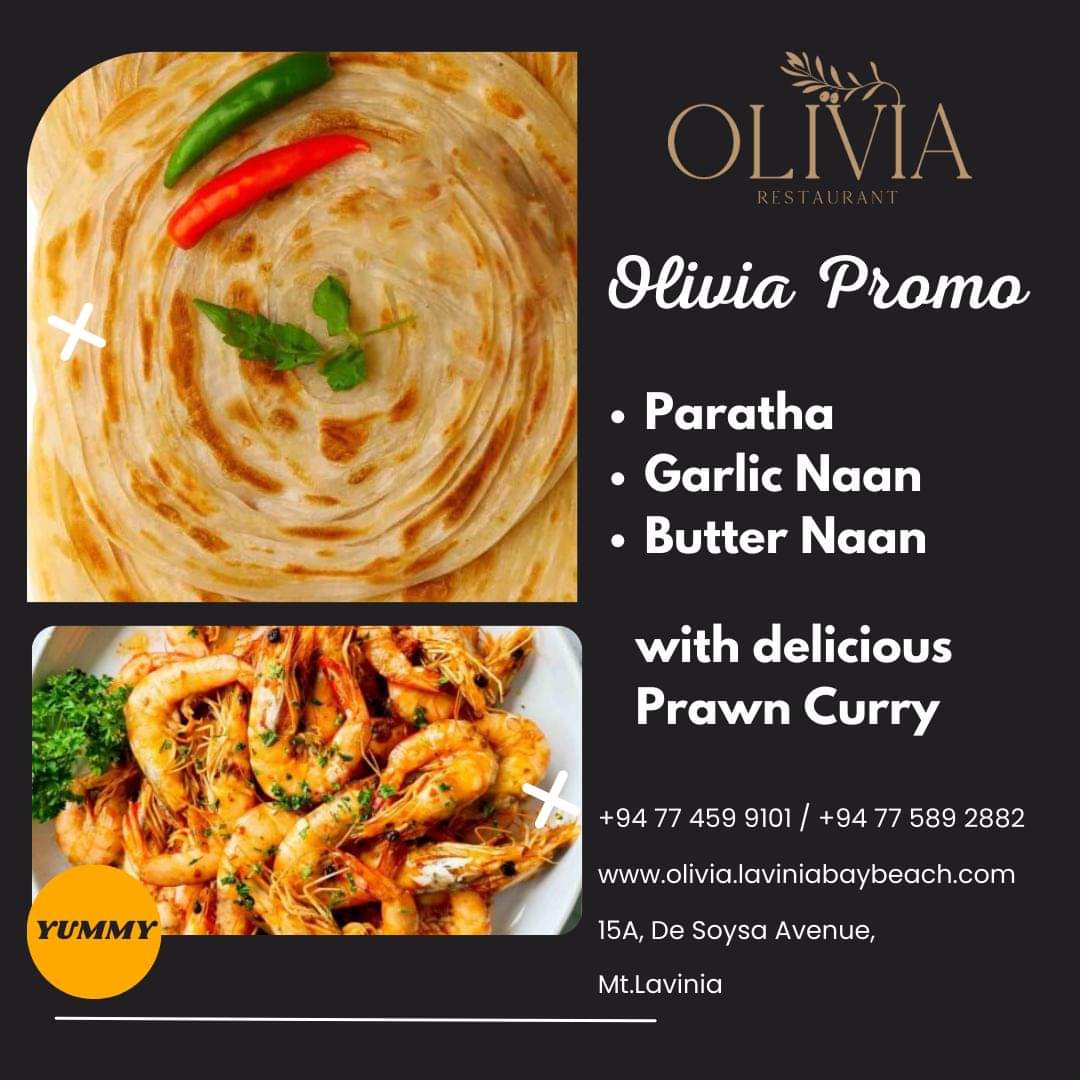 OLIVIA
RESTAURANT
Olivia Promo
• Paratha
• Garlic Naan
• Butter Naan
with delicious
Prawn Curry
+94 77 459 9101 / +94 77 589 2882
www.olivia.laviniabaybeach.com
15A, De Soysa Avenue,
Mt.Lavinia
YUMMY